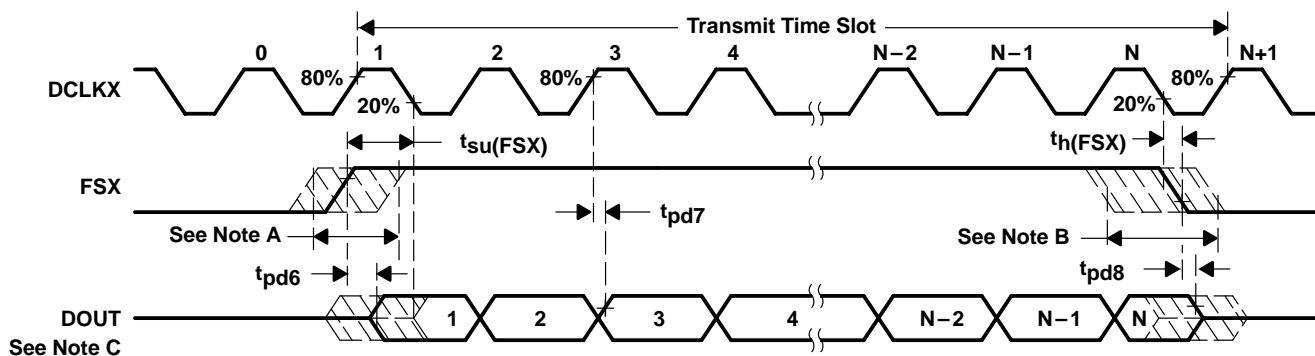 Transmit Time Slot
0 1 2 3 4 N−2 N−1 N N+1
80% 80% 80%
DCLKX
20% 20%
tsu(FSX) th(FSX)
FSX
tpd7
See Note A See Note B
tpd6 tpd8
DOUT 1 2 3 4 N−2 N−1 N
See Note C